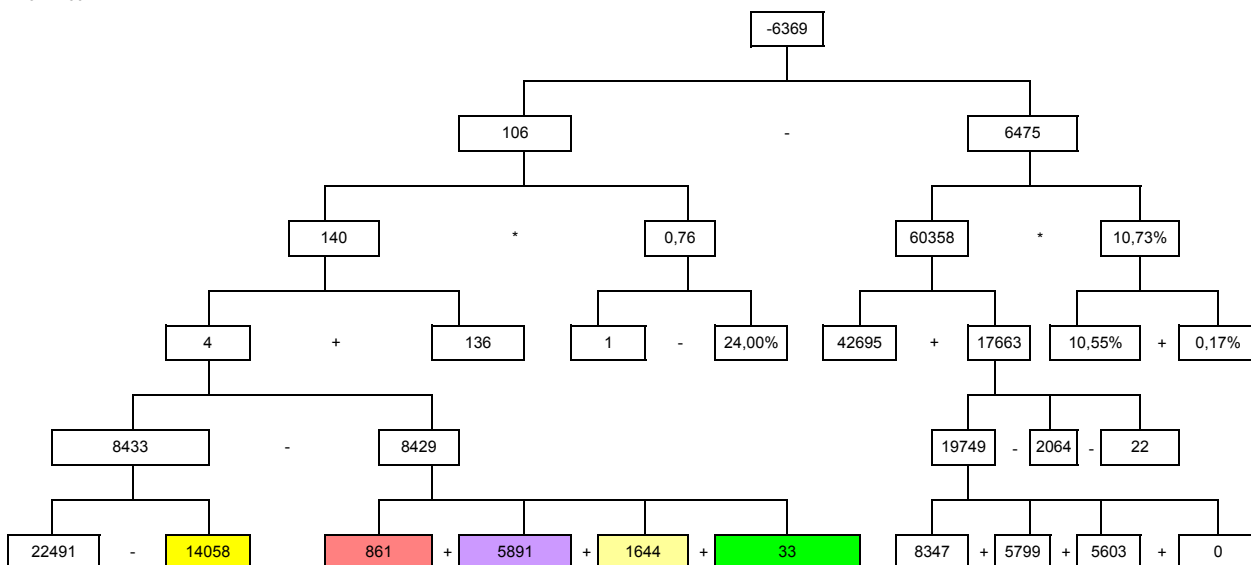 -6369
106 - 6475
140 * 0,76 60358 * 10,73%
4 + 136 1 - 24,00% 42695 + 17663 10,55% + 0,17%
8433 - 8429 19749 - 2064 - 22
22491 - 14058 861 + 5891 + 1644 + 33 8347 + 5799 + 5603 + 0